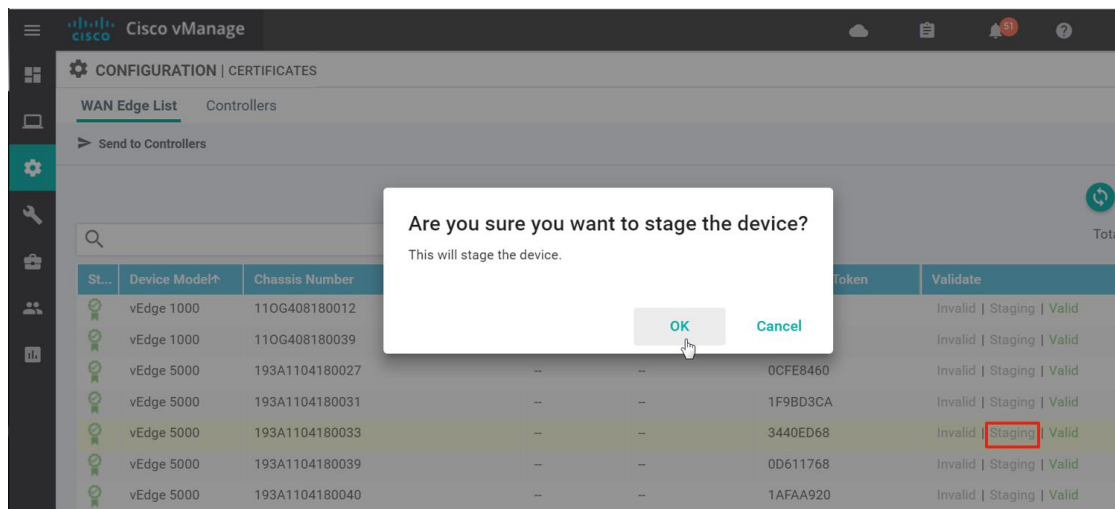 cisco Cisco vManage 51
CONFIGURATION | CERTIFICATES
WAN Edge List Controllers
Send to Controllers
Are you sure you want to stage the device?
This will stage the device.
OK Cancel
Tota
St... Device Model Chassis Number Token Validate
vEdge 1000 11OG408180012 Invalid | Staging | Valid
vEdge 1000 11OG408180039 Invalid | Staging | Valid
vEdge 5000 193A1104180027 -- -- 0CFE8460 Invalid | Staging | Valid
vEdge 5000 193A1104180031 -- -- 1F9BD3CA Invalid | Staging | Valid
vEdge 5000 193A1104180033 -- -- 3440ED68 Invalid | Staging | Valid
vEdge 5000 193A1104180039 -- -- 0D611768 Invalid | Staging | Valid
vEdge 5000 193A1104180040 -- -- 1AFAA920 Invalid | Staging | Valid